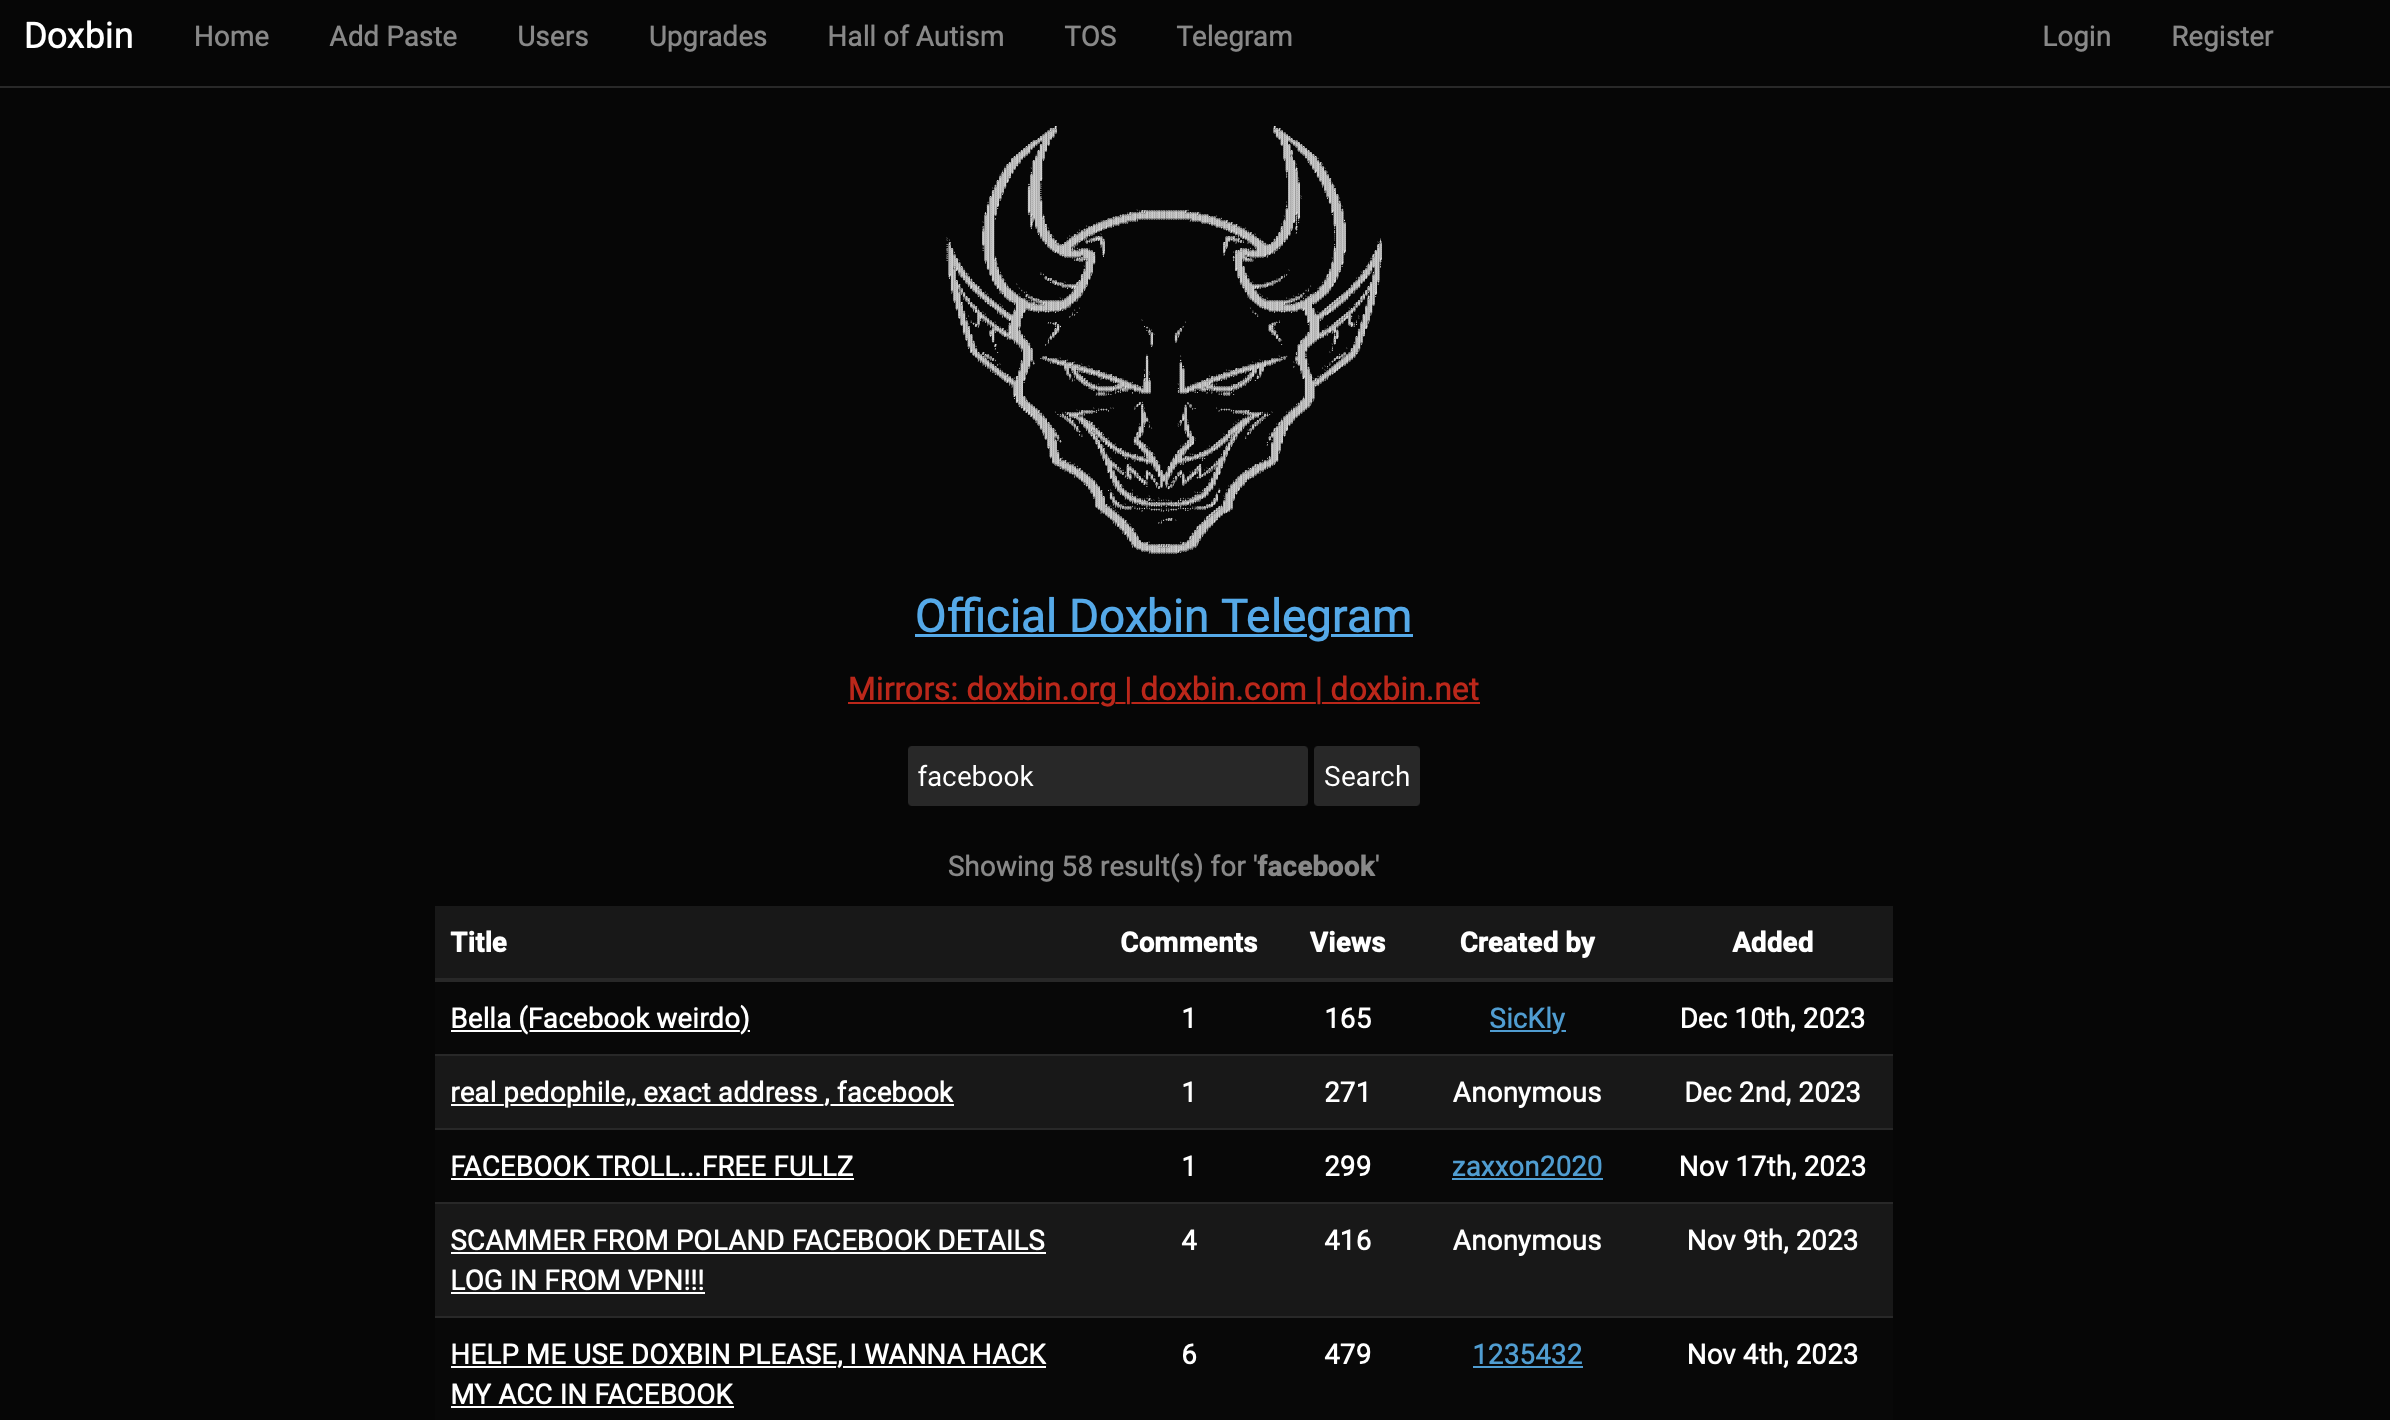 Doxbin Home Add Paste Users Upgrades Hall of Autism TOS Telegram Login Register
Official Doxbin Telegram
Mirrors: doxbin.org | doxbin.com | doxbin.net
facebook Search
Showing 58 result(s) for 'facebook'
Title Comments Views Created by Added
Bella (Facebook weirdo) 1 165 SicKly Dec 10th, 2023
real pedophile,, exact address , facebook 1 271 Anonymous Dec 2nd, 2023
FACEBOOK TROLL...FREE FULLZ 1 299 zaxxon2020 Nov 17th, 2023
SCAMMER FROM POLAND FACEBOOK DETAILS 4 416 Anonymous Nov 9th, 2023
LOG IN FROM VPN!!!
HELP ME USE DOXBIN PLEASE, I WANNA HACK 6 479 1235432 Nov 4th, 2023
MY ACC IN FACEBOOK